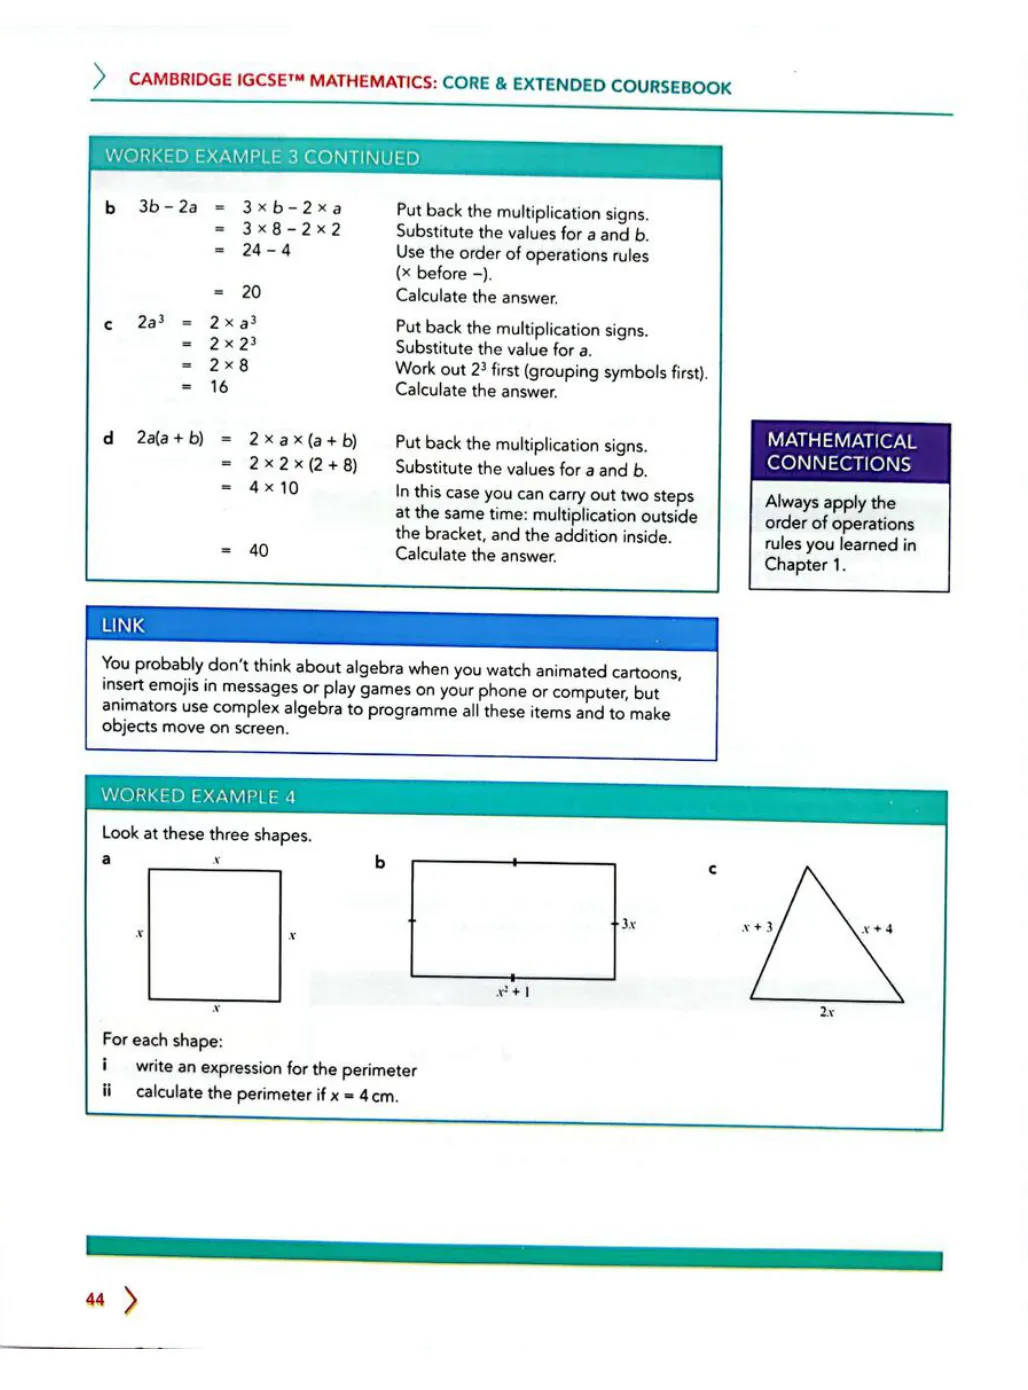 CAMBRIDGE IGCSE™ MATHEMATICS: CORE & EXTENDED COURSEBOOK
WORKED EXAMPLE 3 CONTINUED
b 3b – 2a = 3 × b – 2 × a Put back the multiplication signs.
= 3 × 8 – 2 × 2 Substitute the values for a and b.
= 24 – 4 Use the order of operations rules
(× before –).
= 20 Calculate the answer.
c 2a³ = 2 × a³ Put back the multiplication signs.
= 2 × 2³ Substitute the value for a.
= 2 × 8 Work out 2³ first (grouping symbols first).
= 16 Calculate the answer.
d 2a(a + b) = 2 × a × (a + b) Put back the multiplication signs.
= 2 × 2 × (2 + 8) Substitute the values for a and b.
= 4 × 10 In this case you can carry out two steps
at the same time: multiplication outside
the bracket, and the addition inside.
= 40 Calculate the answer.
MATHEMATICAL
CONNECTIONS
Always apply the
order of operations
rules you learned in
Chapter 1.
LINK
You probably don't think about algebra when you watch animated cartoons,
insert emojis in messages or play games on your phone or computer, but
animators use complex algebra to programme all these items and to make
objects move on screen.
WORKED EXAMPLE 4
Look at these three shapes.
a
x
x
x
x
b
3x
x² + 1
c
x + 3
x + 4
2x
For each shape:
i write an expression for the perimeter
ii calculate the perimeter if x = 4 cm.
44